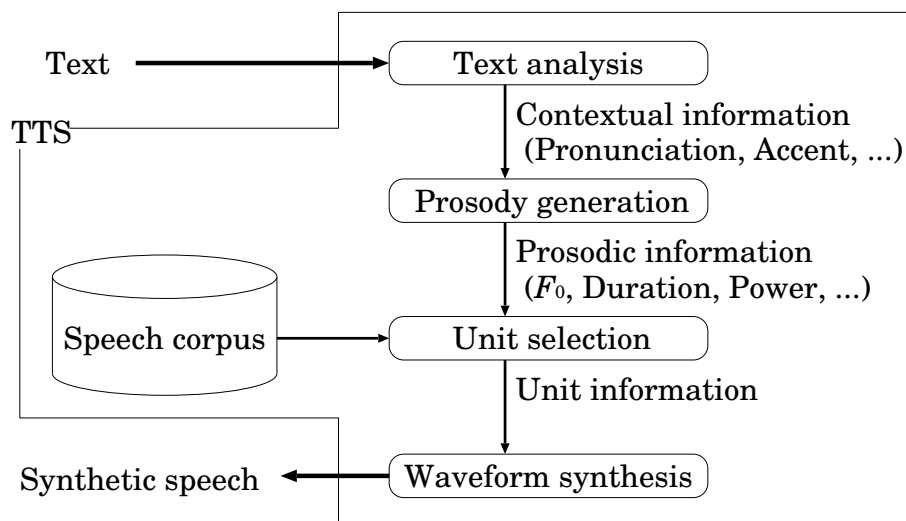 Text
Text analysis
TTS
Contextual information
(Pronunciation, Accent, ...)
Prosody generation
Prosodic information
(F₀, Duration, Power, ...)
Speech corpus
Unit selection
Unit information
Synthetic speech
Waveform synthesis